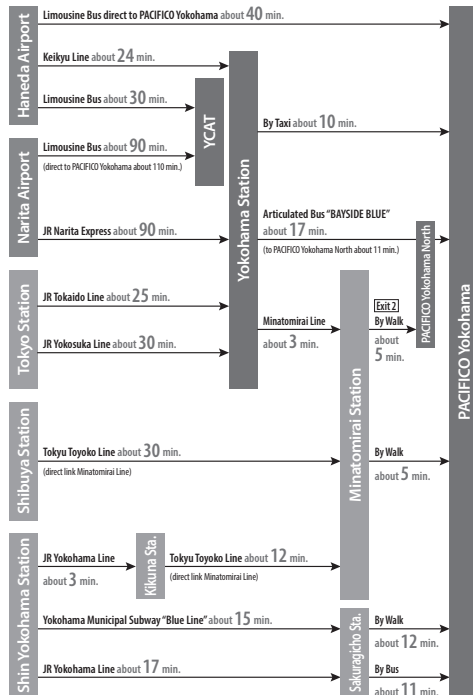 Haneda Airport
Limousine Bus direct to PACIFICO Yokohama about 40 min.
Keikyu Line about 24 min.
Limousine Bus about 30 min.
YCAT
Narita Airport
Limousine Bus about 90 min.
(direct to PACIFICO Yokohama about 110 min.)
JR Narita Express about 90 min.
Yokohama Station
By Taxi about 10 min.
Articulated Bus “BAYSIDE BLUE”
about 17 min.
(to PACIFICO Yokohama North about 11 min.)
PACIFICO Yokohama North
PACIFICO Yokohama
Tokyo Station
JR Tokaido Line about 25 min.
JR Yokosuka Line about 30 min.
Minatomirai Line
about 3 min.
Minatomirai Station
Exit 2
By Walk
about
5 min.
Shibuya Station
Tokyu Toyoko Line about 30 min.
(direct link Minatomirai Line)
By Walk
about 5 min.
Shin Yokohama Station
JR Yokohama Line
about 3 min.
Kikuna Sta.
Tokyu Toyoko Line about 12 min.
(direct link Minatomirai Line)
Yokohama Municipal Subway “Blue Line” about 15 min.
Sakuragicho Sta.
By Walk
about 12 min.
JR Yokohama Line about 17 min.
By Bus
about 11 min.